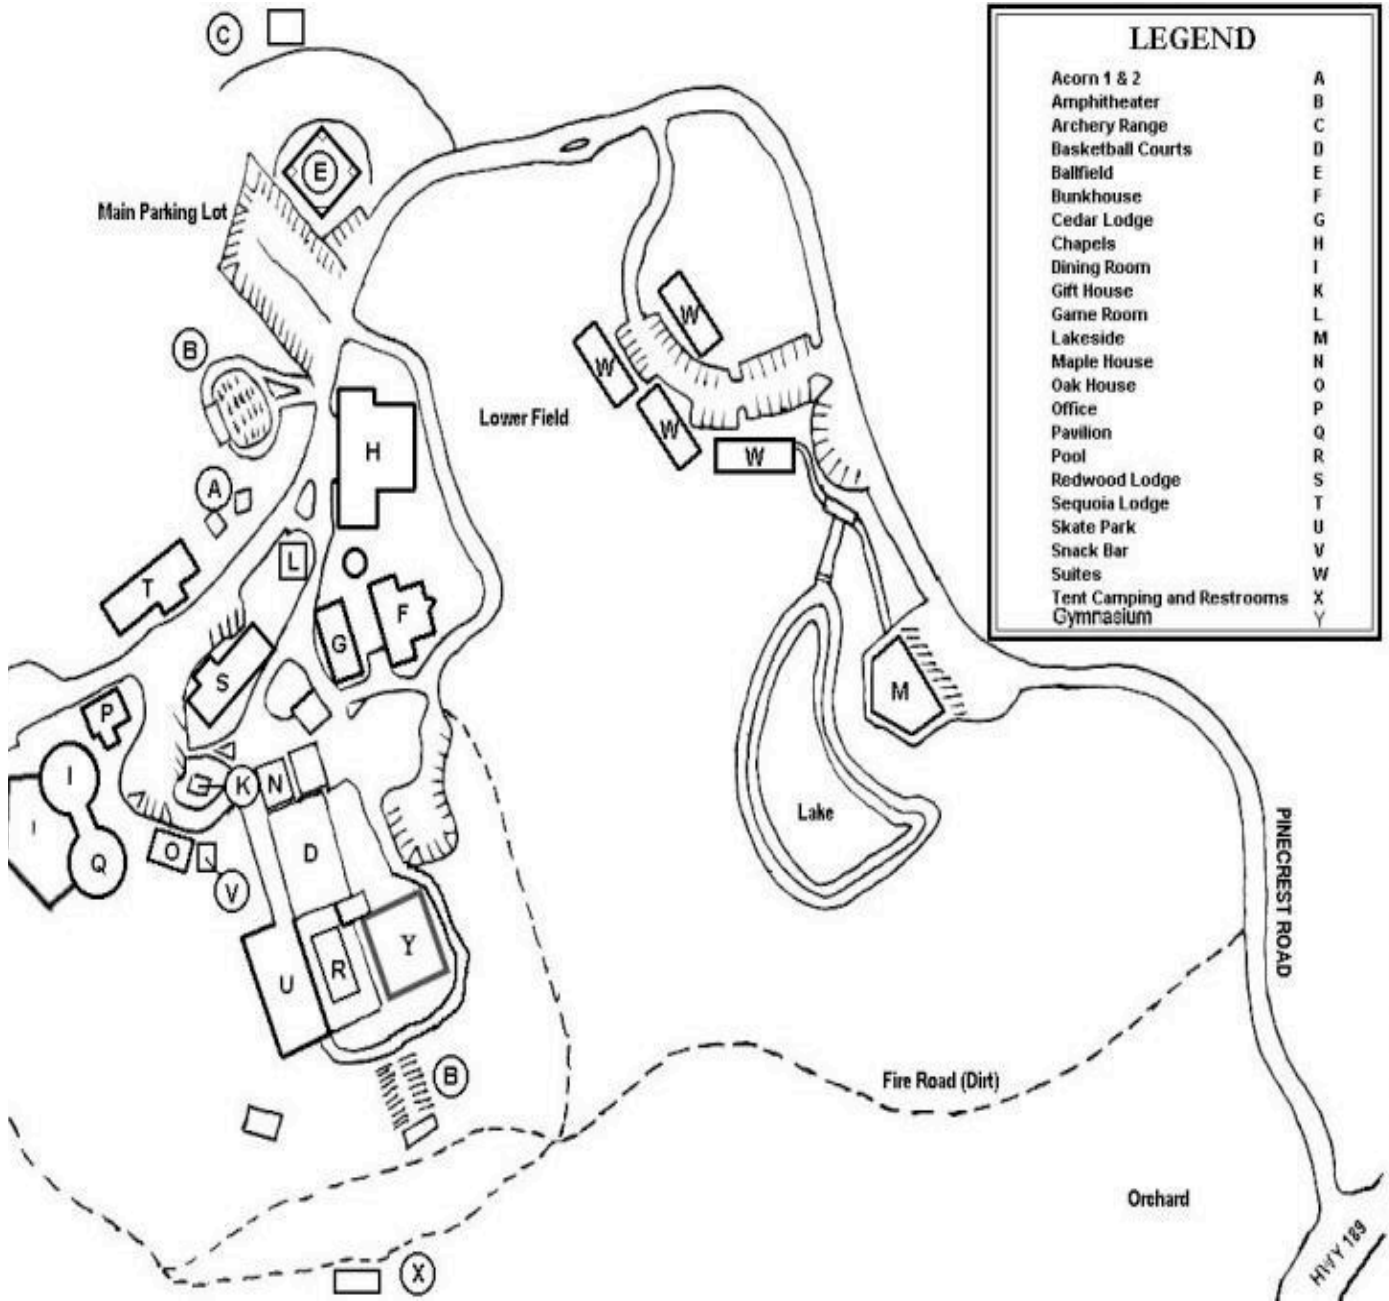 LEGEND
Acorn 1 & 2 A
Amphitheater B
Archery Range C
Basketball Courts D
Ballfield E
Bunkhouse F
Cedar Lodge G
Chapels H
Dining Room I
Gift House K
Game Room L
Lakeside M
Maple House N
Oak House O
Office P
Pavilion Q
Pool R
Redwood Lodge S
Sequoia Lodge T
Skate Park U
Snack Bar V
Suites W
Tent Camping and Restrooms X
Gymnasium Y
C
E
Main Parking Lot
B
W
W
Lower Field
W
W
H
A
L
T
F
G
S
M
P
I
K
N
Lake
I
D
O
Q
V
PINECREST ROAD
Y
R
U
B
Fire Road (Dirt)
Orchard
HWY 189
X